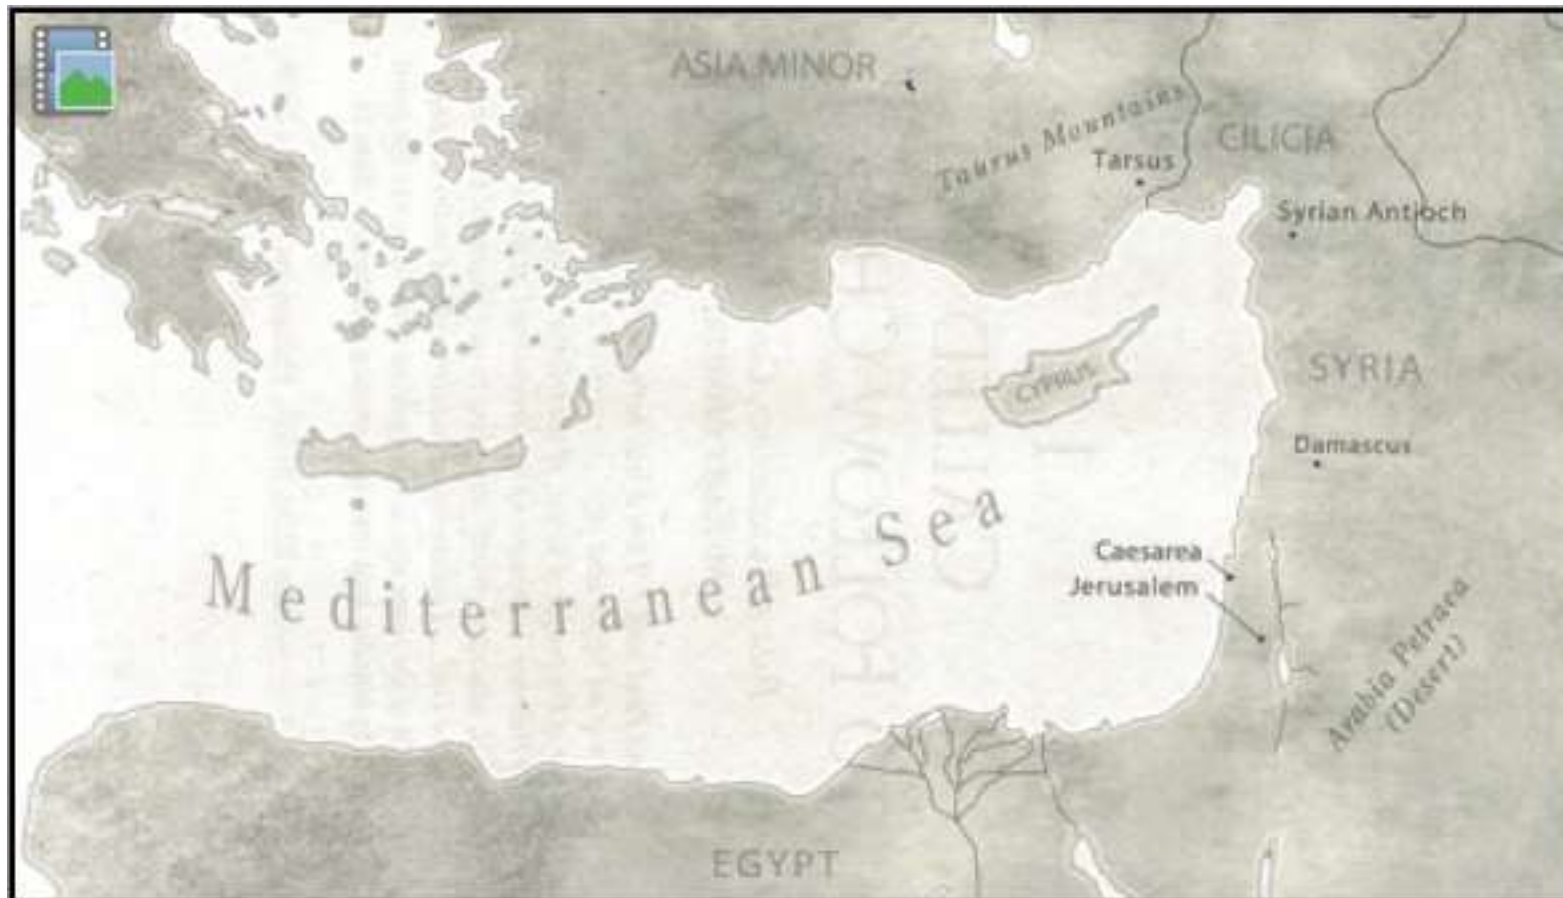 ASIA MINOR
Taurus Mountains
CILICIA
Tarsus
Syrian Antioch
SYRIA
CYPRUS
Damascus
Mediterranean Sea
Caesarea
Jerusalem
Arabia Petraea
(Desert)
EGYPT